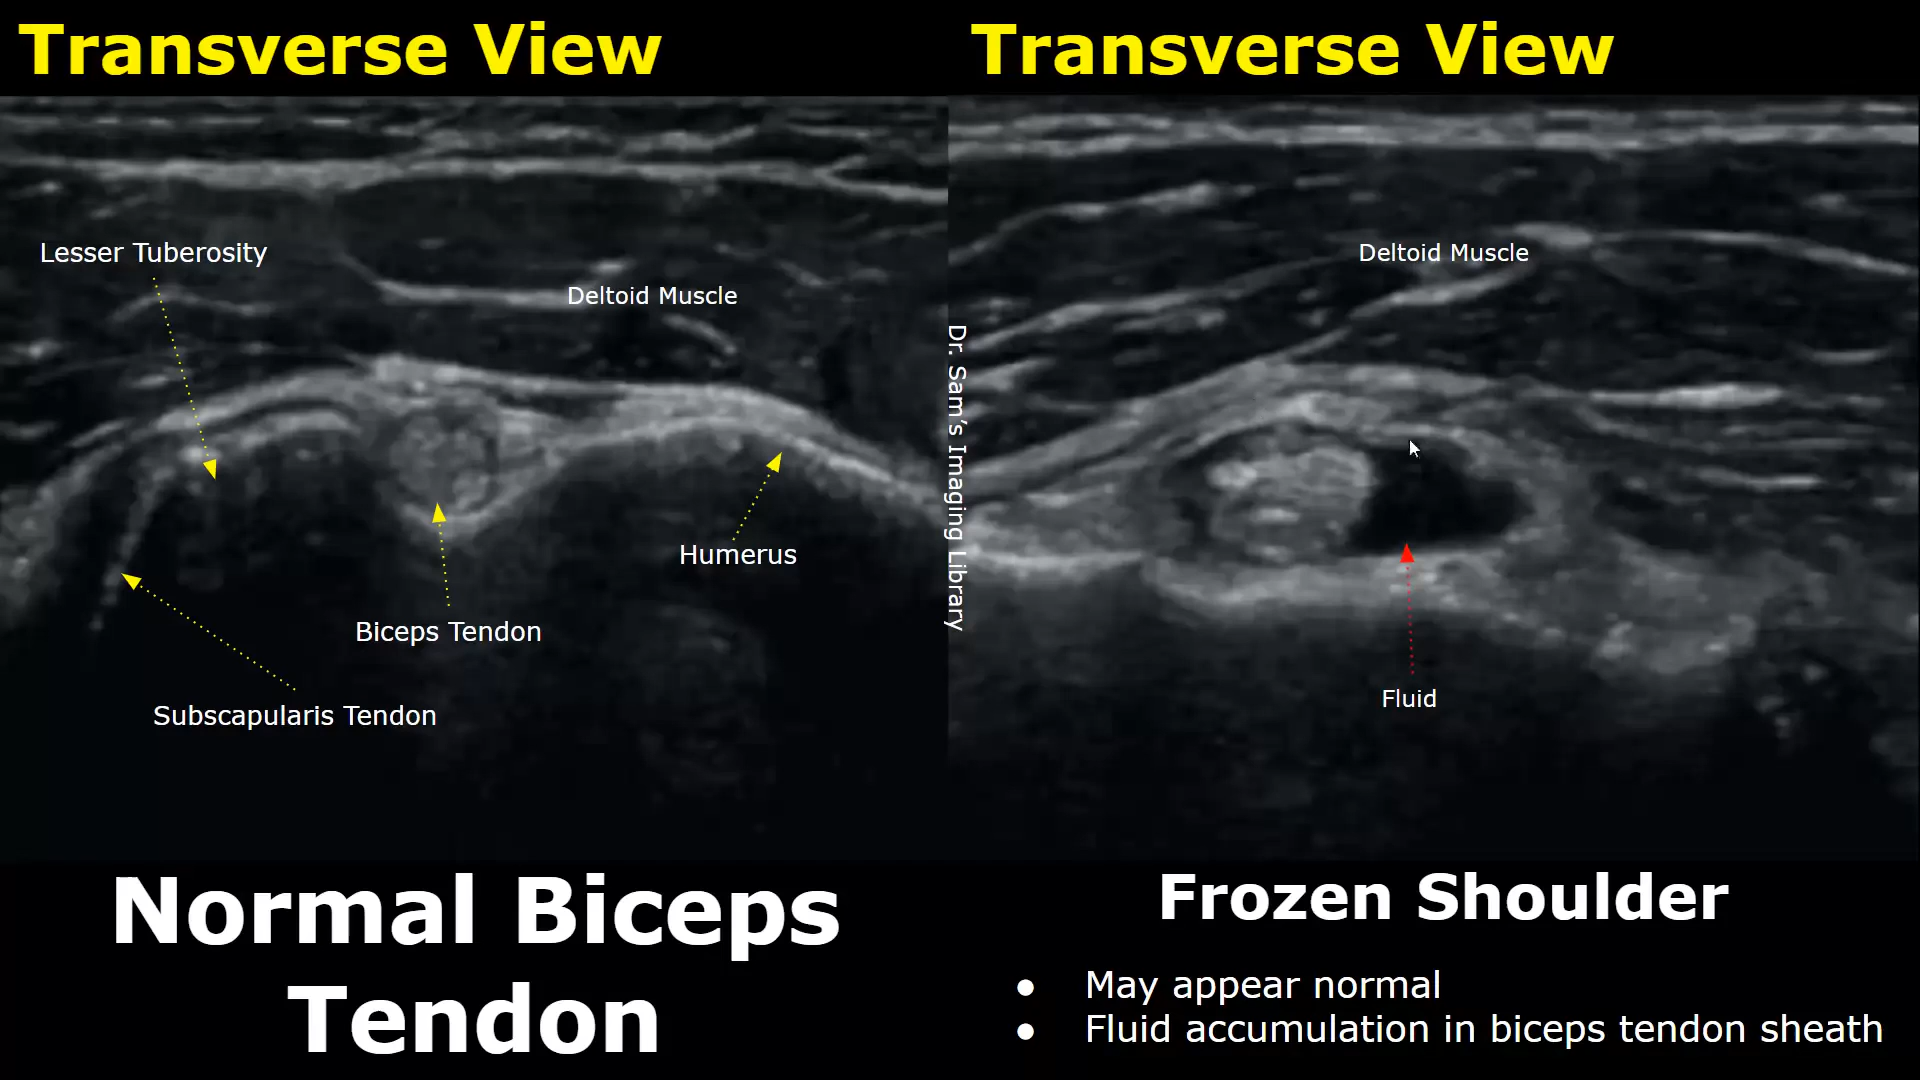 Transverse View
Transverse View
Lesser Tuberosity
Deltoid Muscle
Humerus
Biceps Tendon
Subscapularis Tendon
Normal Biceps
Tendon
Dr. Sam's Imaging Library
Deltoid Muscle
Fluid
Frozen Shoulder
● May appear normal
● Fluid accumulation in biceps tendon sheath